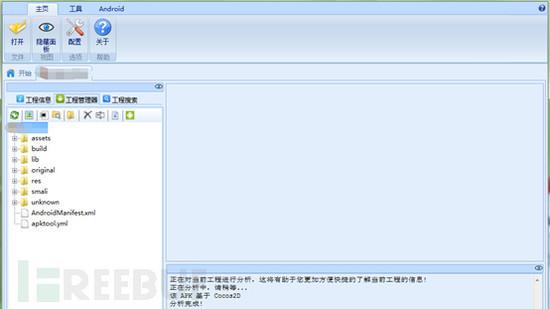 主页 工具 Android
打开 隐藏面板 配置 关于
文件 视图 选项 帮助
开始
工程信息 工程管理器 工程搜索
assets
build
lib
original
res
smali
unknown
AndroidManifest.xml
apktool.yml
正在对当前工程进行分析，这将有助于您更加方便快捷的了解当前工程的信息！
正在分析中，请稍等...
该 APK 基于 Cocos2D
分析完成！
REEBUF